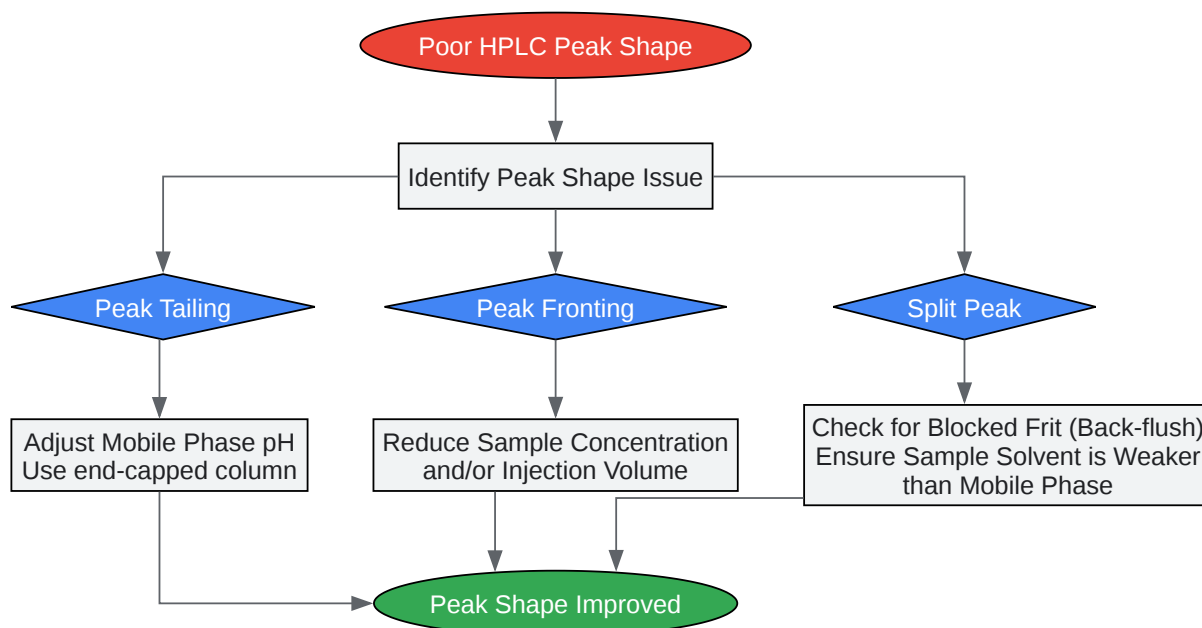 Poor HPLC Peak Shape
Identify Peak Shape Issue
Peak Tailing
Peak Fronting
Split Peak
Adjust Mobile Phase pH
Use end-capped column
Reduce Sample Concentration
and/or Injection Volume
Check for Blocked Frit (Back-flush)
Ensure Sample Solvent is Weaker
than Mobile Phase
Peak Shape Improved